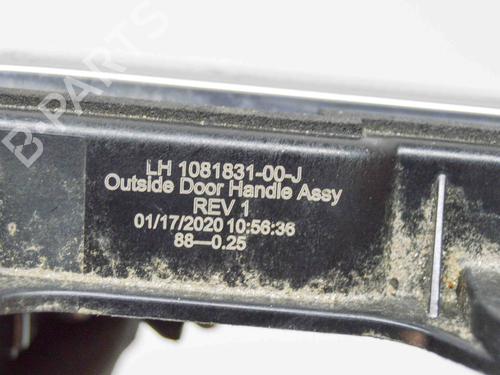 B-PARTS
LH 1081831-00-J
Outside Door Handle Assy
REV 1
01/17/2020 10:56:36
88—0.25